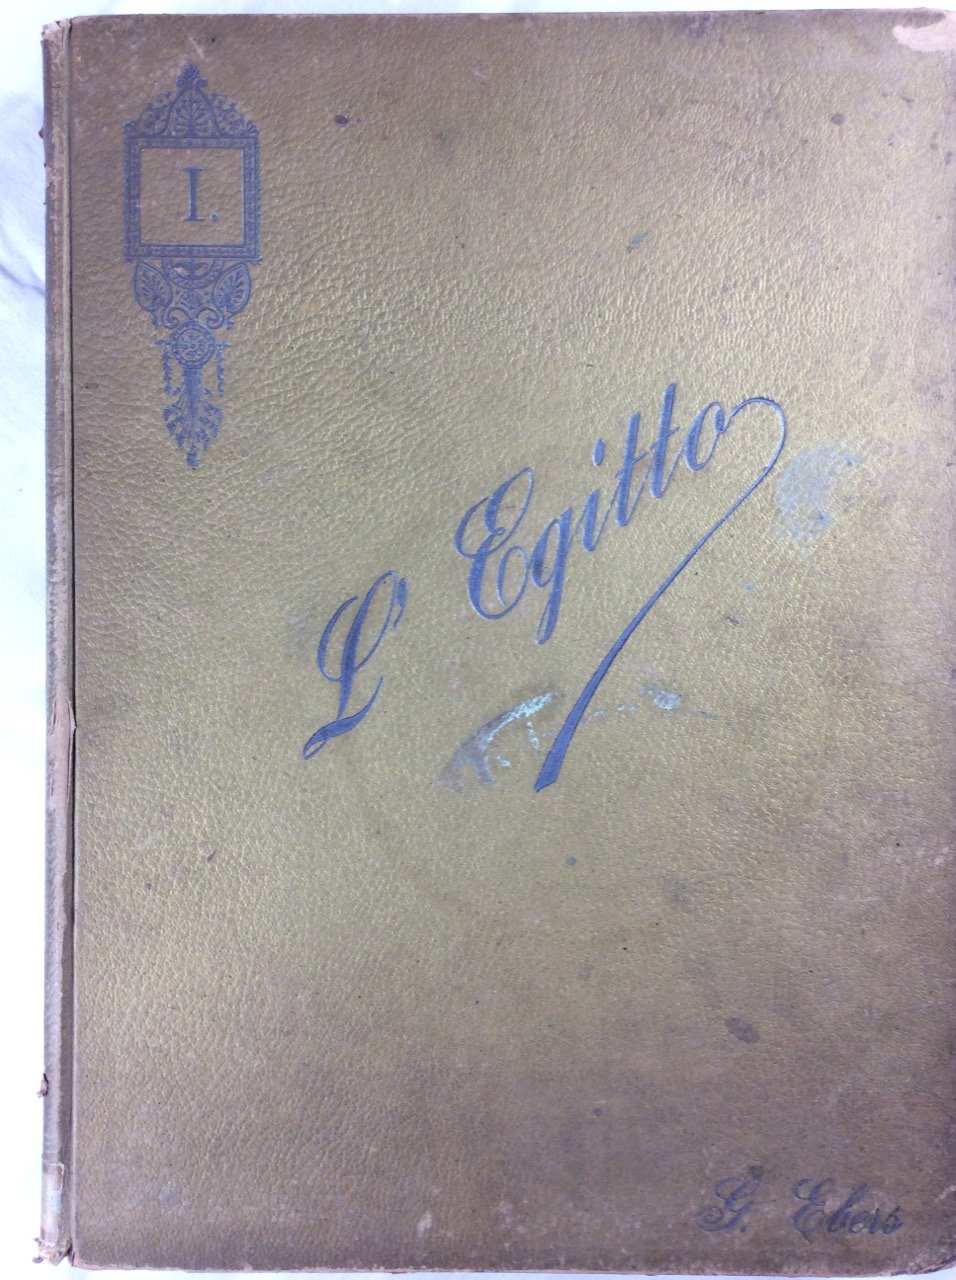 I.
L' Egitto
G. Ebers